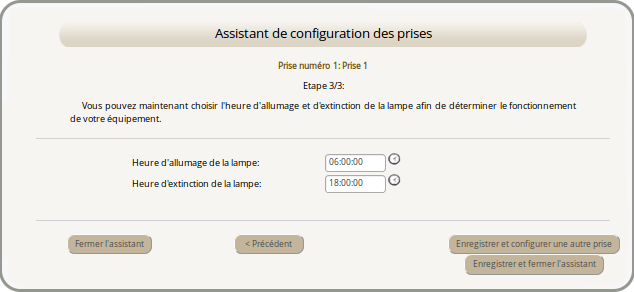 Assistant de configuration des prises
Prise numéro 1: Prise 1
Etape 3/3:
Vous pouvez maintenant choisir l'heure d'allumage et d'extinction de la lampe afin de déterminer le fonctionnement
de votre équipement.
Heure d'allumage de la lampe: 06:00:00
Heure d'extinction de la lampe: 18:00:00
Fermer l'assistant < Précédent Enregistrer et configurer une autre prise
Enregistrer et fermer l'assistant